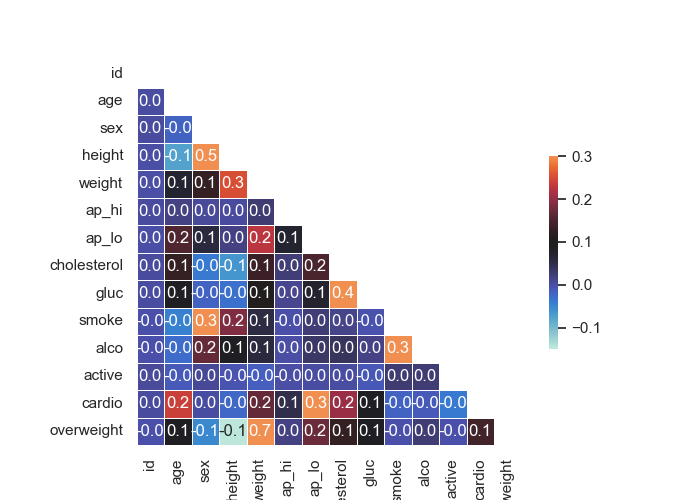 id
age 0.0
sex 0.0 -0.0
height 0.0 -0.1 0.5
weight 0.0 0.1 0.1 0.3
ap_hi 0.0 0.0 0.0 0.0 0.0
ap_lo 0.0 0.2 0.1 0.0 0.2 0.1
cholesterol 0.0 0.1 -0.0 -0.1 0.1 0.0 0.2
gluc 0.0 0.1 -0.0 -0.0 0.1 0.0 0.1 0.4
smoke -0.0 -0.0 0.3 0.2 0.1 -0.0 0.0 0.0 -0.0
alco -0.0 -0.0 0.2 0.1 0.1 0.0 0.0 0.0 0.0 0.3
active 0.0 -0.0 0.0 -0.0 -0.0 -0.0 0.0 0.0 -0.0 0.0 0.0
cardio 0.0 0.2 0.0 -0.0 0.2 0.1 0.3 0.2 0.1 -0.0 -0.0 -0.0
overweight -0.0 0.1 -0.1 -0.1 0.7 0.0 0.2 0.1 0.1 -0.0 0.0 -0.0 0.1
id age sex height weight ap_hi ap_lo esterol gluc smoke alco active cardio weight
0.3
0.2
0.1
0.0
−0.1